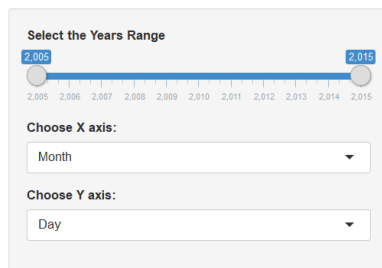 Select the Years Range
2,005 2,015
2,005 2,006 2,007 2,008 2,009 2,010 2,011 2,012 2,013 2,014 2,015
Choose X axis:
Month
Choose Y axis:
Day